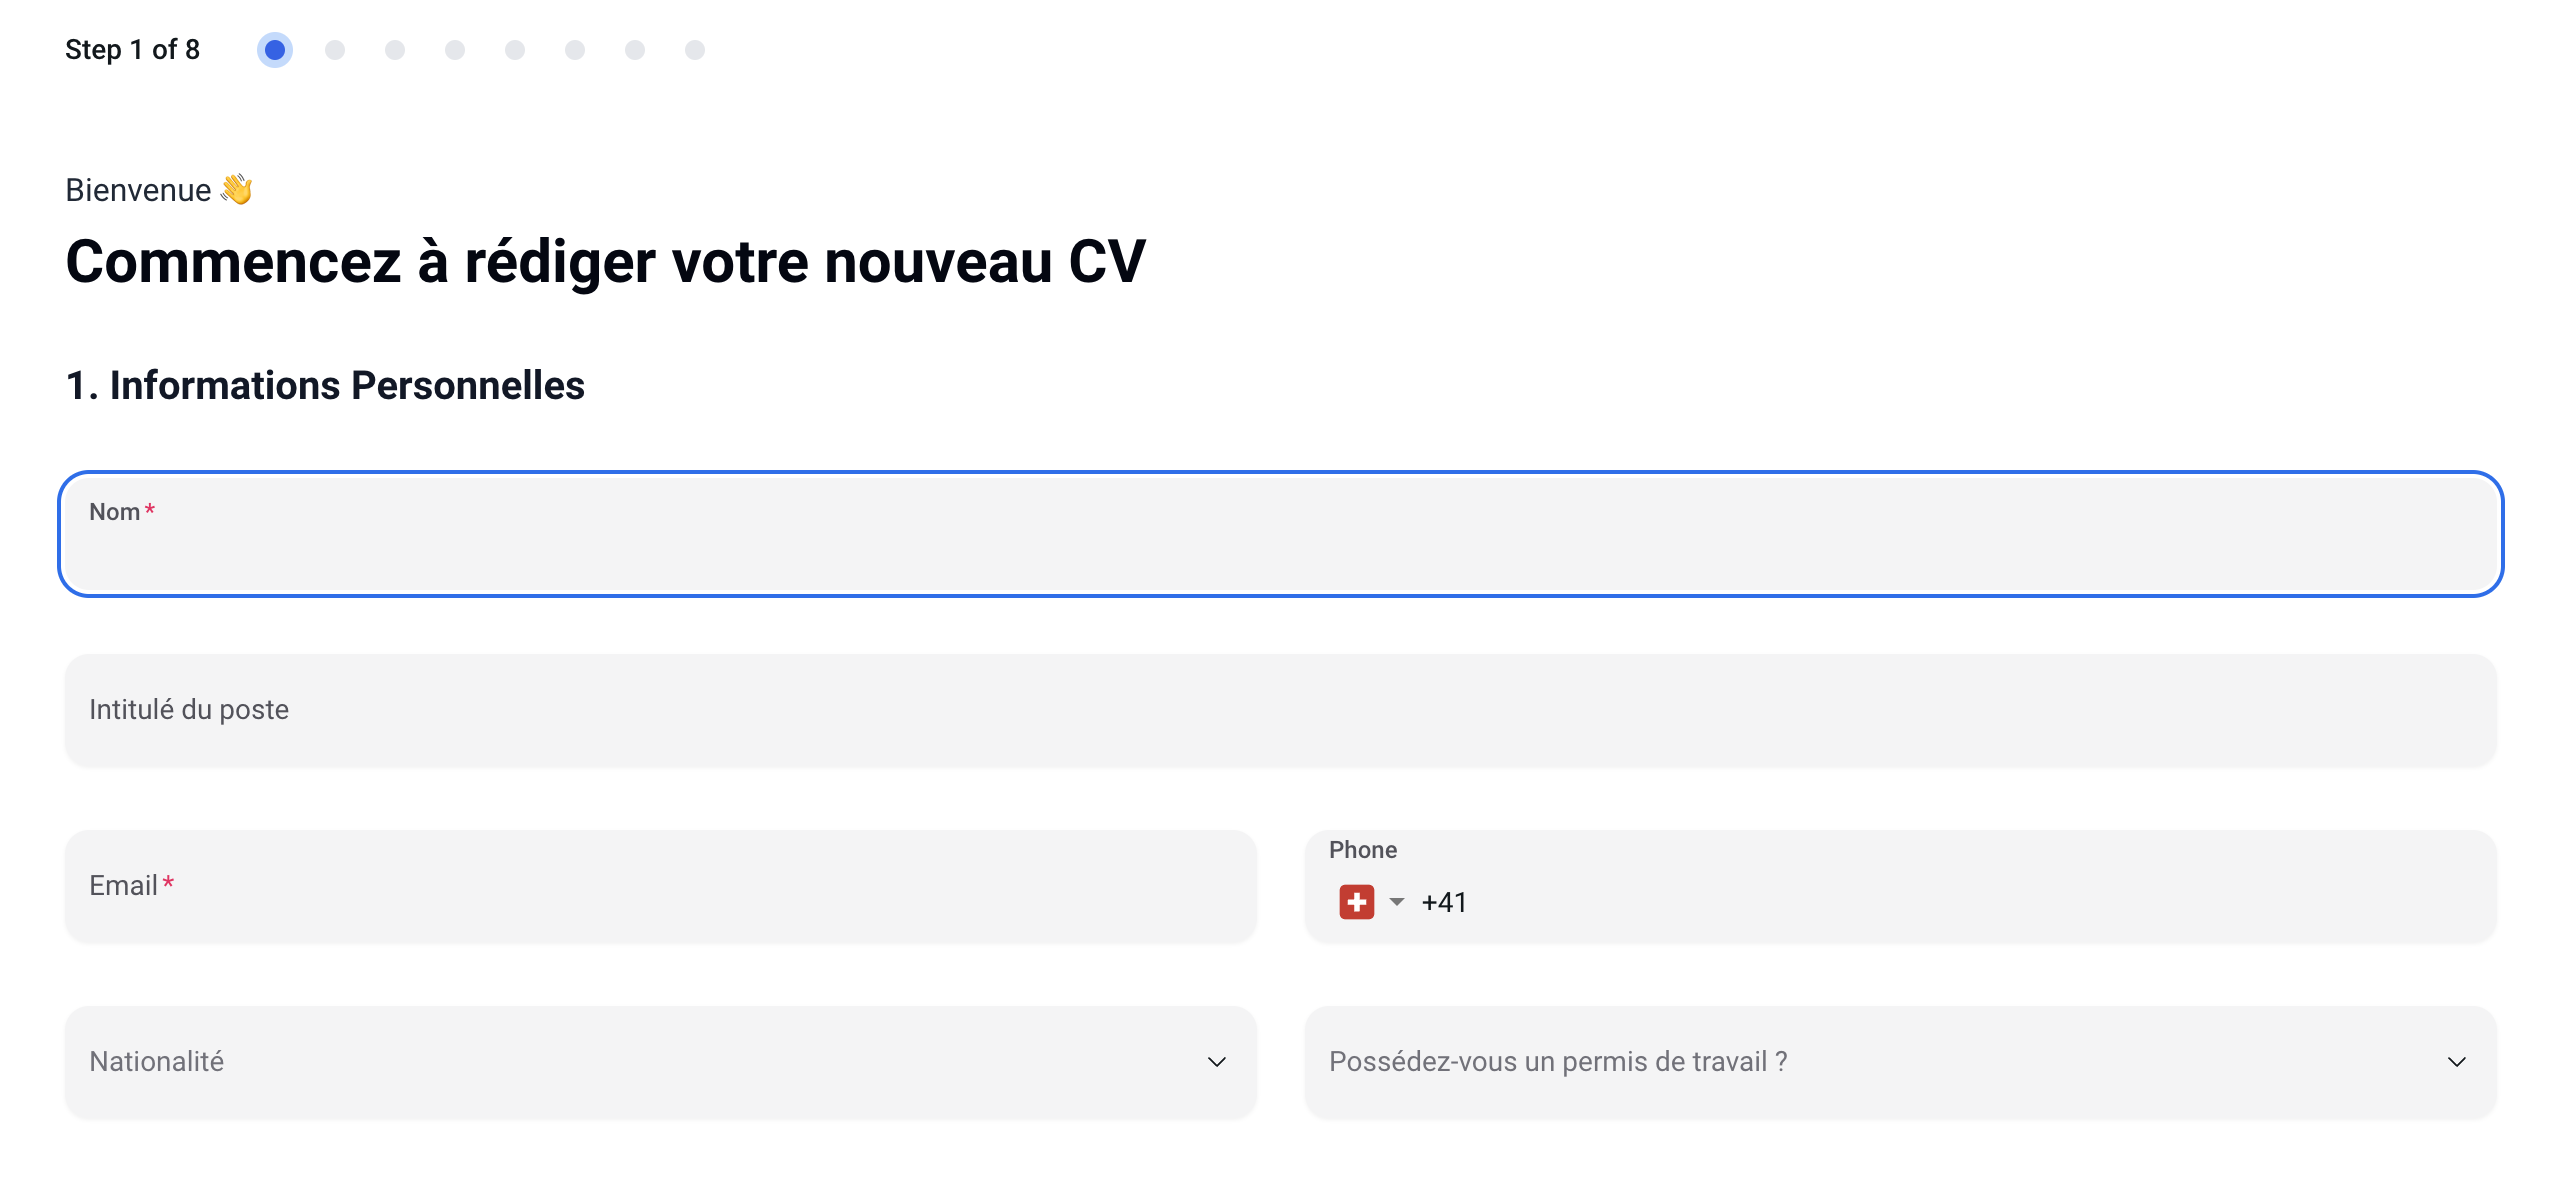 Step 1 of 8
Bienvenue 👋
Commencez à rédiger votre nouveau CV
1. Informations Personnelles
Nom *
Intitulé du poste
Email *
Phone
+41
Nationalité
Possédez-vous un permis de travail ?